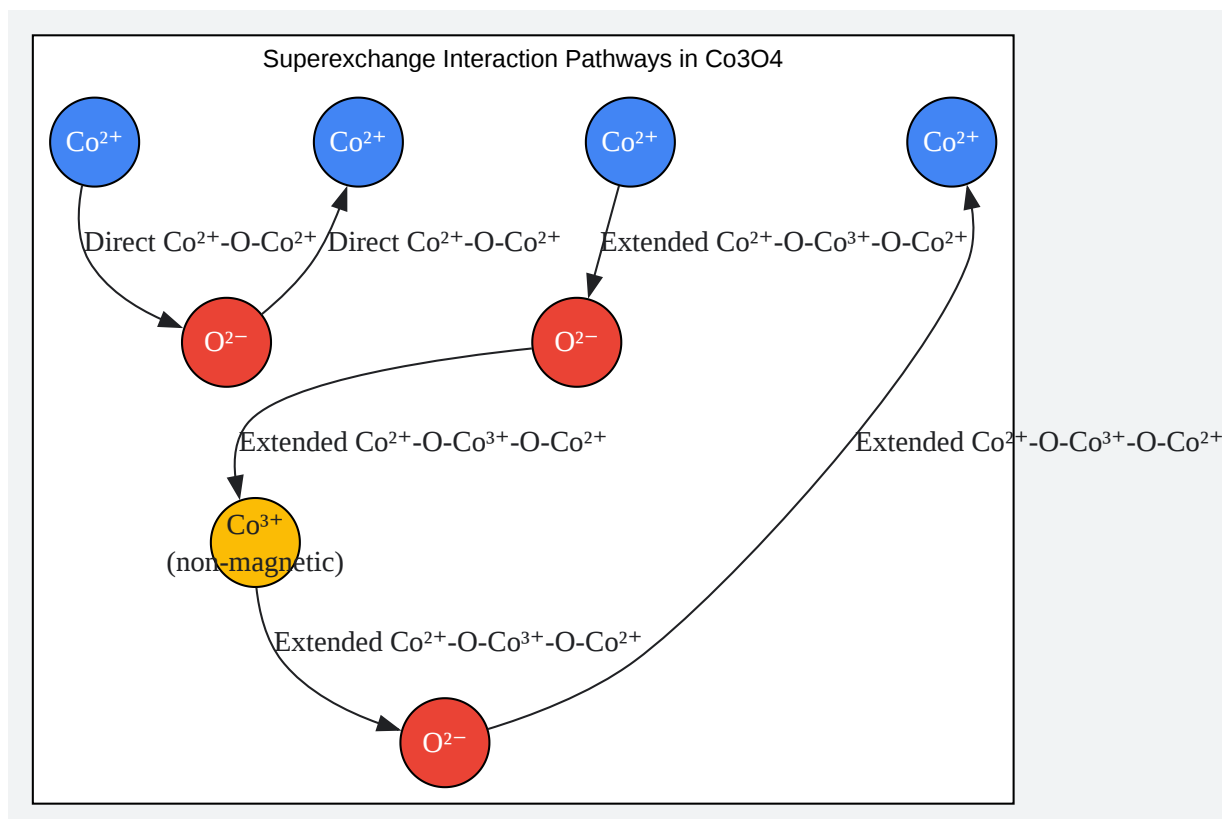 Superexchange Interaction Pathways in Co3O4
Co²⁺
Co²⁺
Co²⁺
Co²⁺
Direct Co²⁺-O-Co²⁺
Direct Co²⁺-O-Co²⁺
Extended Co²⁺-O-Co³⁺-O-Co²⁺
O²⁻
O²⁻
Extended Co²⁺-O-Co³⁺-O-Co²⁺
Extended Co²⁺-O-Co³⁺-O-Co²⁺
Co³⁺
(non-magnetic)
Extended Co²⁺-O-Co³⁺-O-Co²⁺
O²⁻